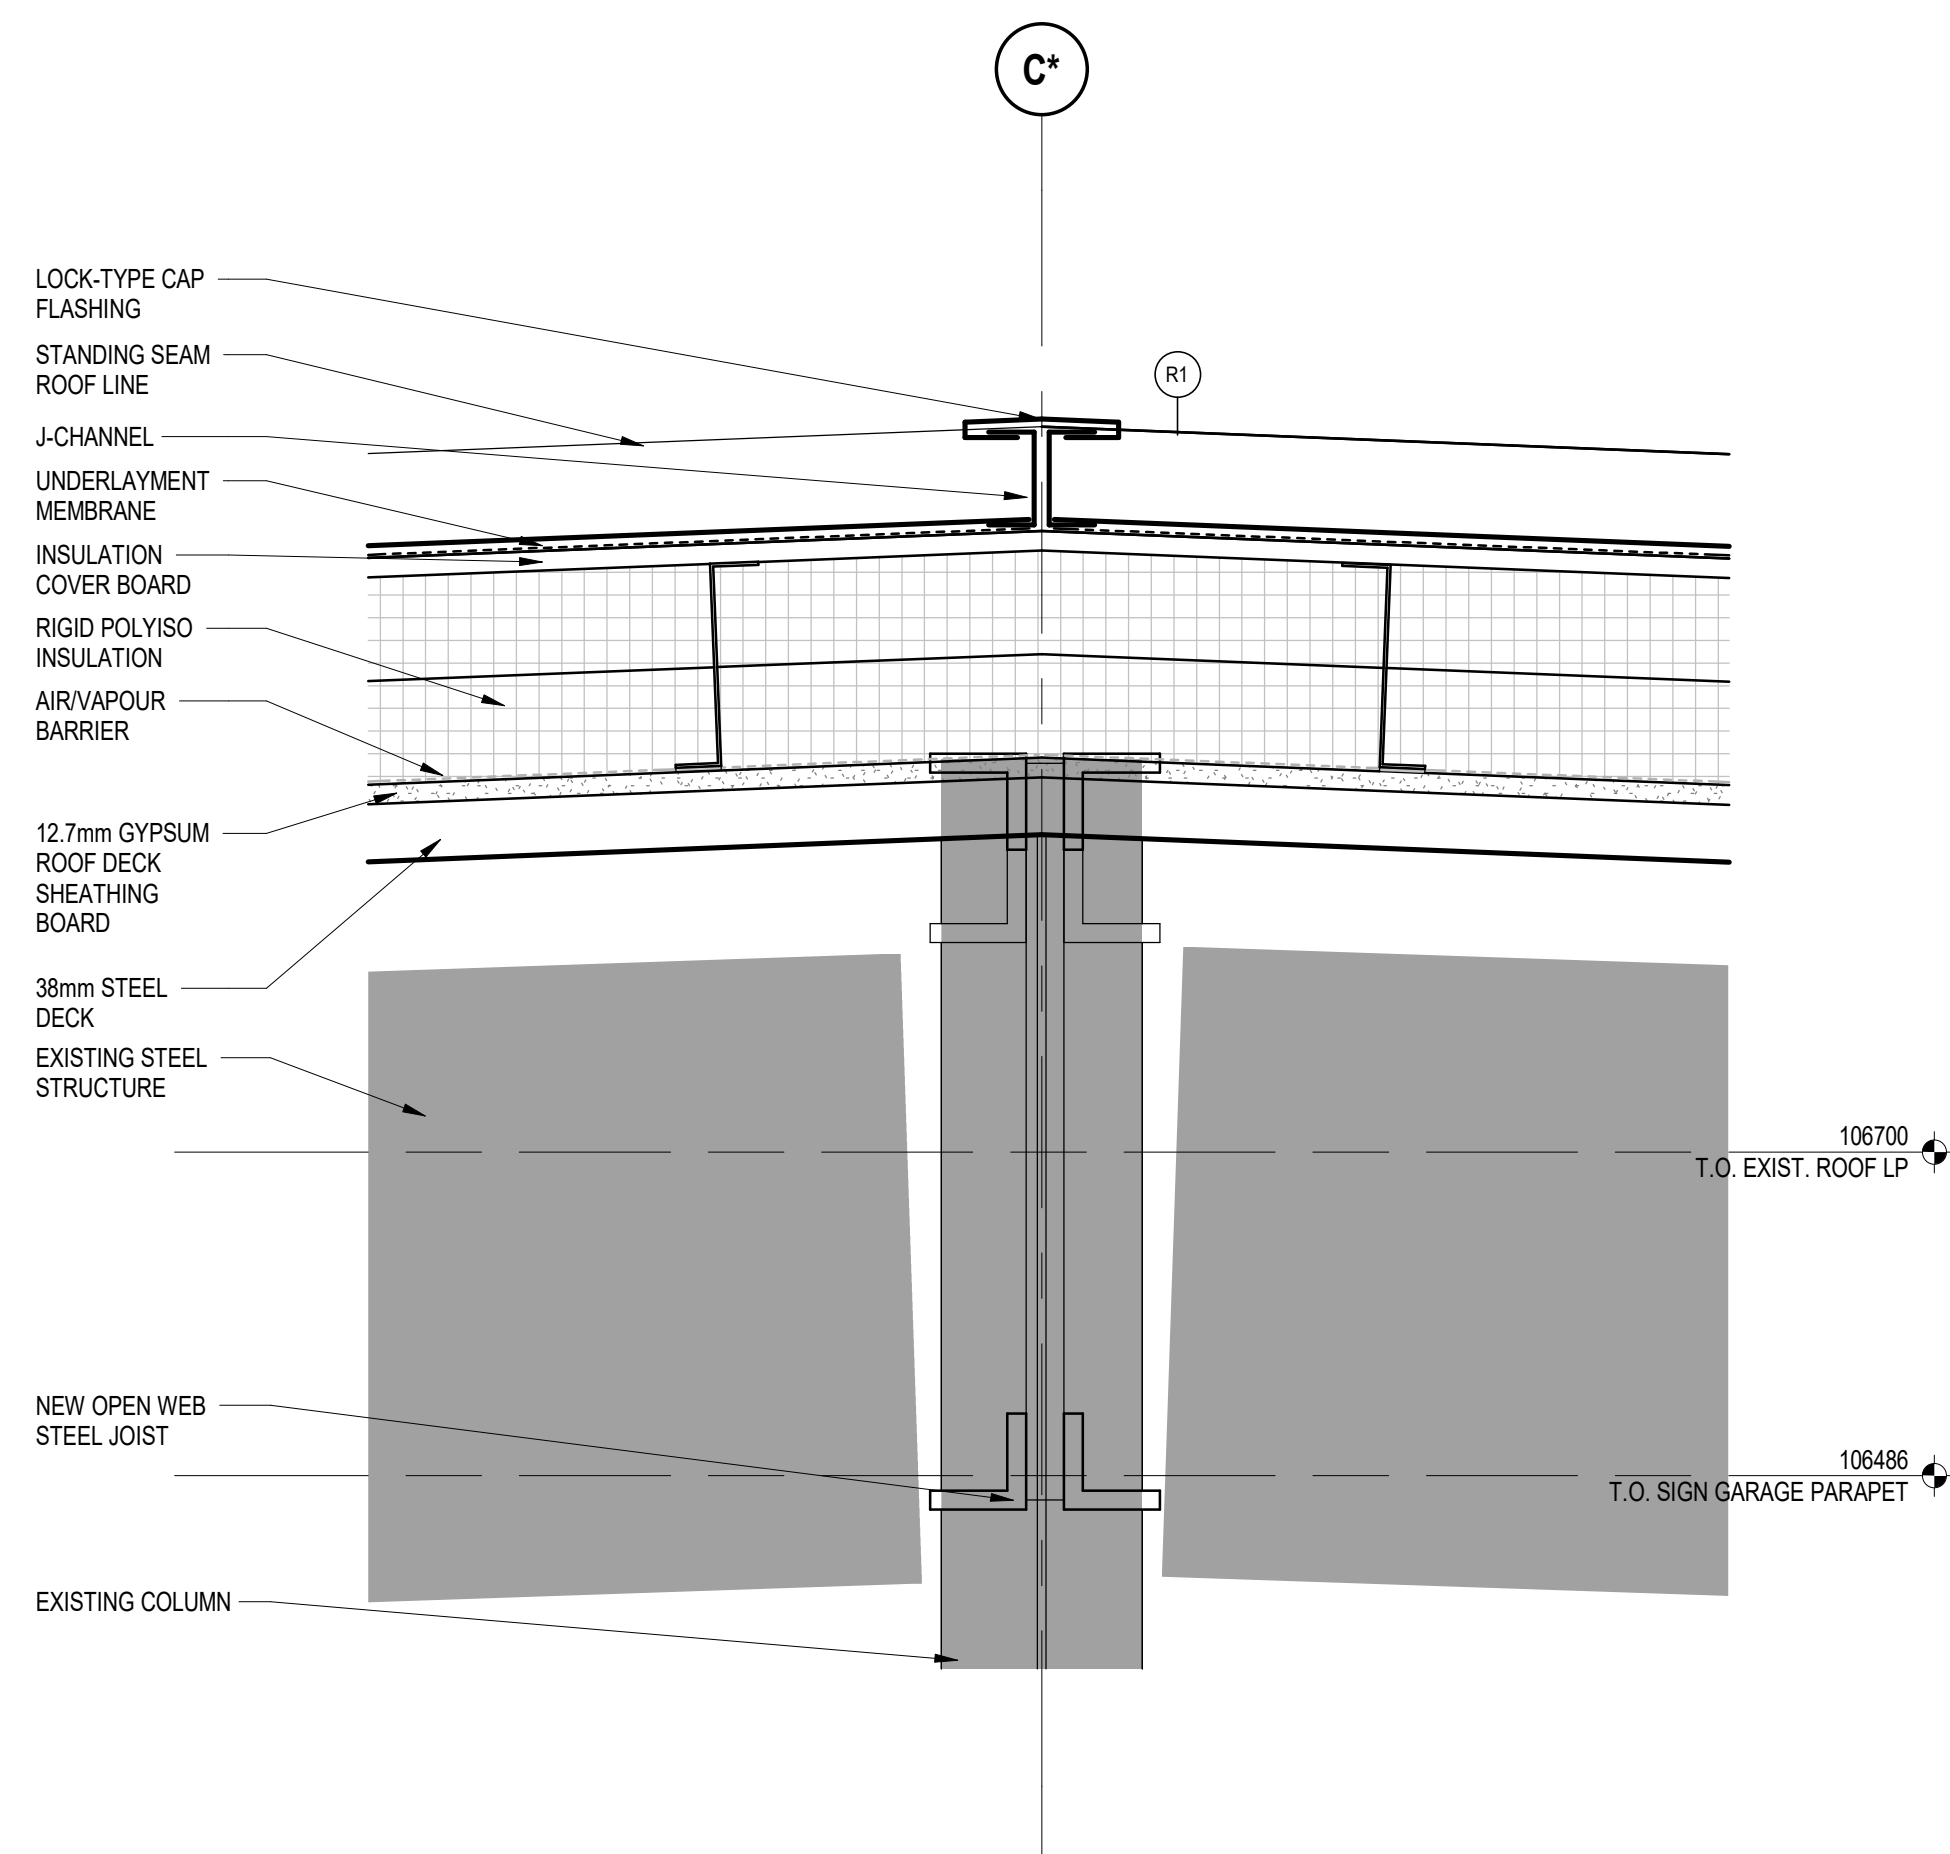 C*
LOCK-TYPE CAP
FLASHING
STANDING SEAM
ROOF LINE
R1
J-CHANNEL
UNDERLAYMENT
MEMBRANE
INSULATION
COVER BOARD
RIGID POLYISO
INSULATION
AIR/VAPOUR
BARRIER
12.7mm GYPSUM
ROOF DECK
SHEATHING
BOARD
38mm STEEL
DECK
EXISTING STEEL
STRUCTURE
106700
T.O. EXIST. ROOF LP
NEW OPEN WEB
STEEL JOIST
106486
T.O. SIGN GARAGE PARAPET
EXISTING COLUMN